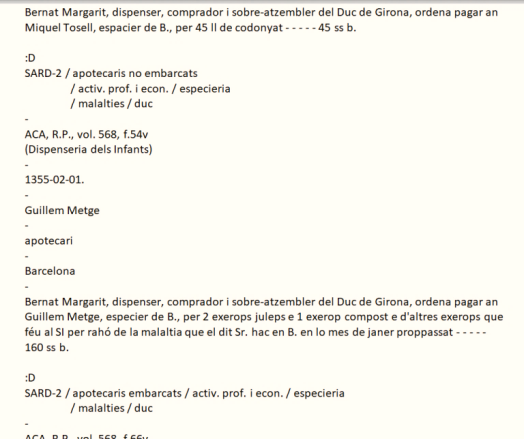 Bernat Margarit, dispenser, comprador i sobre-atzembler del Duc de Girona, ordena pagar an
Miquel Tosell, espacier de B., per 45 ll de codonyat - - - - - 45 ss b.
:D
SARD-2 / apotecaris no embarcats
/ activ. prof. i econ. / especieria
/ malalties / duc
-
ACA, R.P., vol. 568, f.54v
(Dispenseria dels Infants)
-
1355-02-01.
-
Guillem Metge
-
apotecari
-
Barcelona
-
Bernat Margarit, dispenser, comprador i sobre-atzembler del Duc de Girona, ordena pagar an
Guillem Metge, especier de B., per 2 exerops juleps e 1 exerop compost e d'altres exerops que
féu al SI per rahó de la malaltia que el dit Sr. hac en B. en lo mes de janer proppassat - - - - -
160 ss b.
:D
SARD-2 / apotecaris embarcats / activ. prof. i econ. / especieria
/ malalties / duc
-
ACA, R.P., vol. 568, f.66v